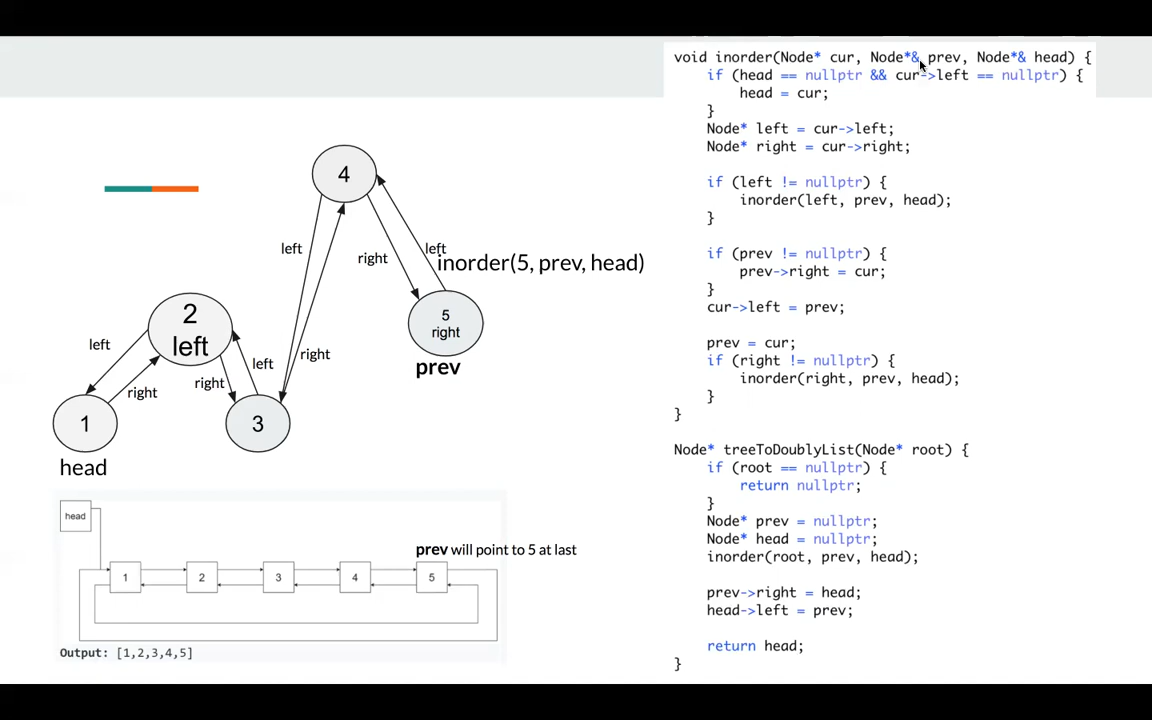 void inorder(Node* cur, Node*& prev, Node*& head) {
if (head == nullptr && cur->left == nullptr) {
head = cur;
}
Node* left = cur->left;
Node* right = cur->right;
if (left != nullptr) {
inorder(left, prev, head);
}
if (prev != nullptr) {
prev->right = cur;
}
cur->left = prev;
prev = cur;
if (right != nullptr) {
inorder(right, prev, head);
}
}
Node* treeToDoublyList(Node* root) {
if (root == nullptr) {
return nullptr;
}
Node* prev = nullptr;
Node* head = nullptr;
inorder(root, prev, head);
prev->right = head;
head->left = prev;
return head;
}
4
left
right
left
inorder(5, prev, head)
2
left
5
right
left
right
right
left
right
prev
1
3
head
head
prev will point to 5 at last
1 2 3 4 5
Output: [1,2,3,4,5]